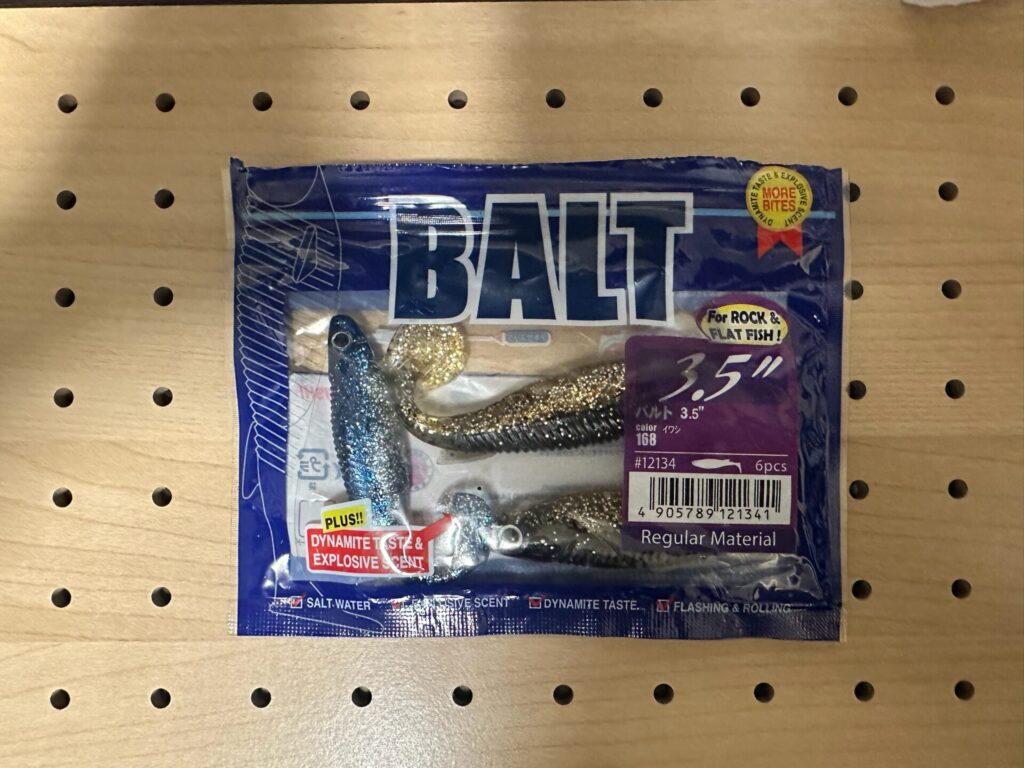 BALT
DYNAMITE TASTE & EXPLOSIVE SCENT
MORE
BITES
For ROCK &
FLAT FISH !
3.5"
バルト 3.5"
color イワシ
168
#12134 6pcs
4 905789 121341
Regular Material
PLUS!!
DYNAMITE TASTE &
EXPLOSIVE SCENT
SALT-WATER EXPLOSIVE SCENT DYNAMITE TASTE FLASHING & ROLLING